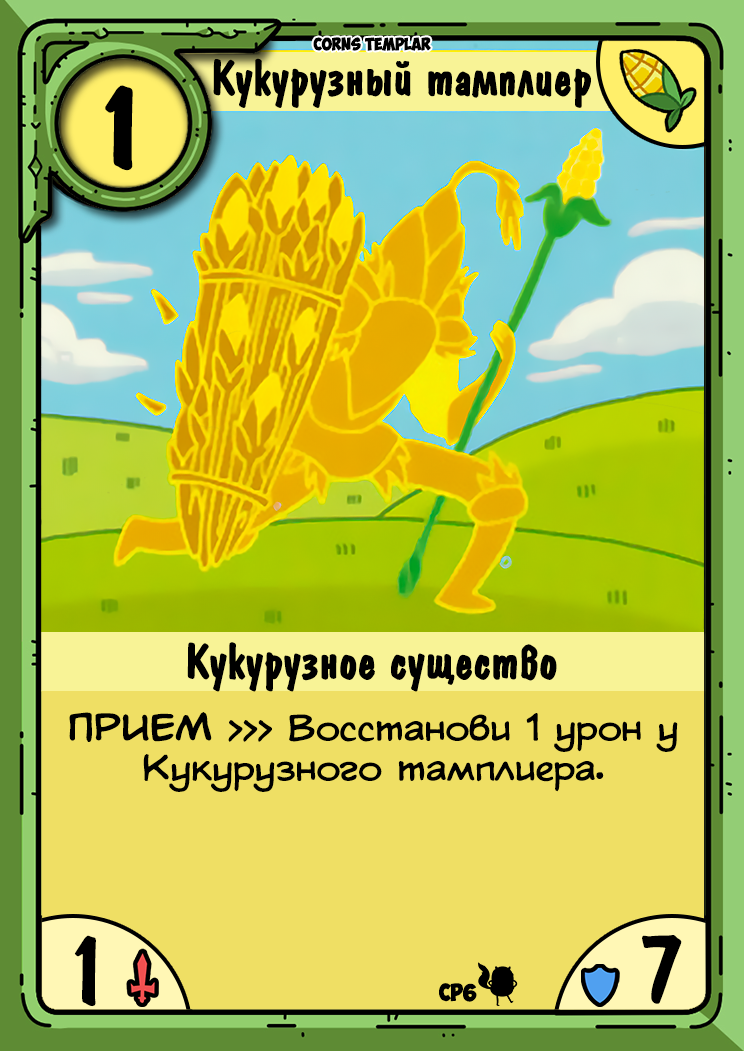 CORNS TEMPLAR
1
Кукурузный тамплиер
Кукурузное существо
ПРИЕМ >>> Восстанови 1 урон у
Кукурузного тамплиера.
1
CP6
7